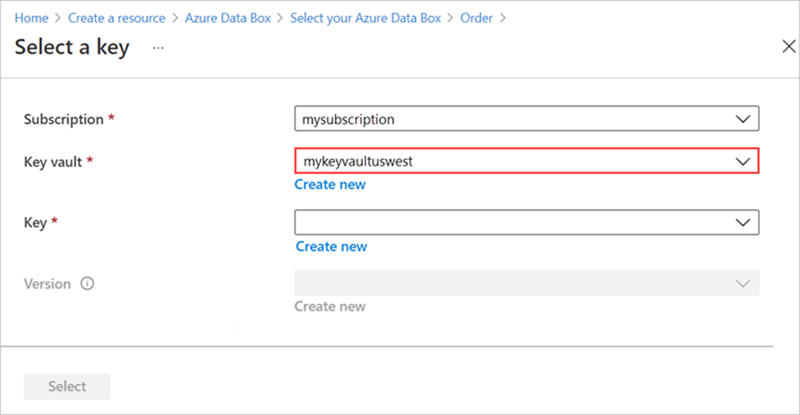 Home > Create a resource > Azure Data Box > Select your Azure Data Box > Order >
Select a key ...
Subscription * mysubscription
Key vault * mykeyvaultuswest
Create new
Key *
Create new
Version
Create new
Select